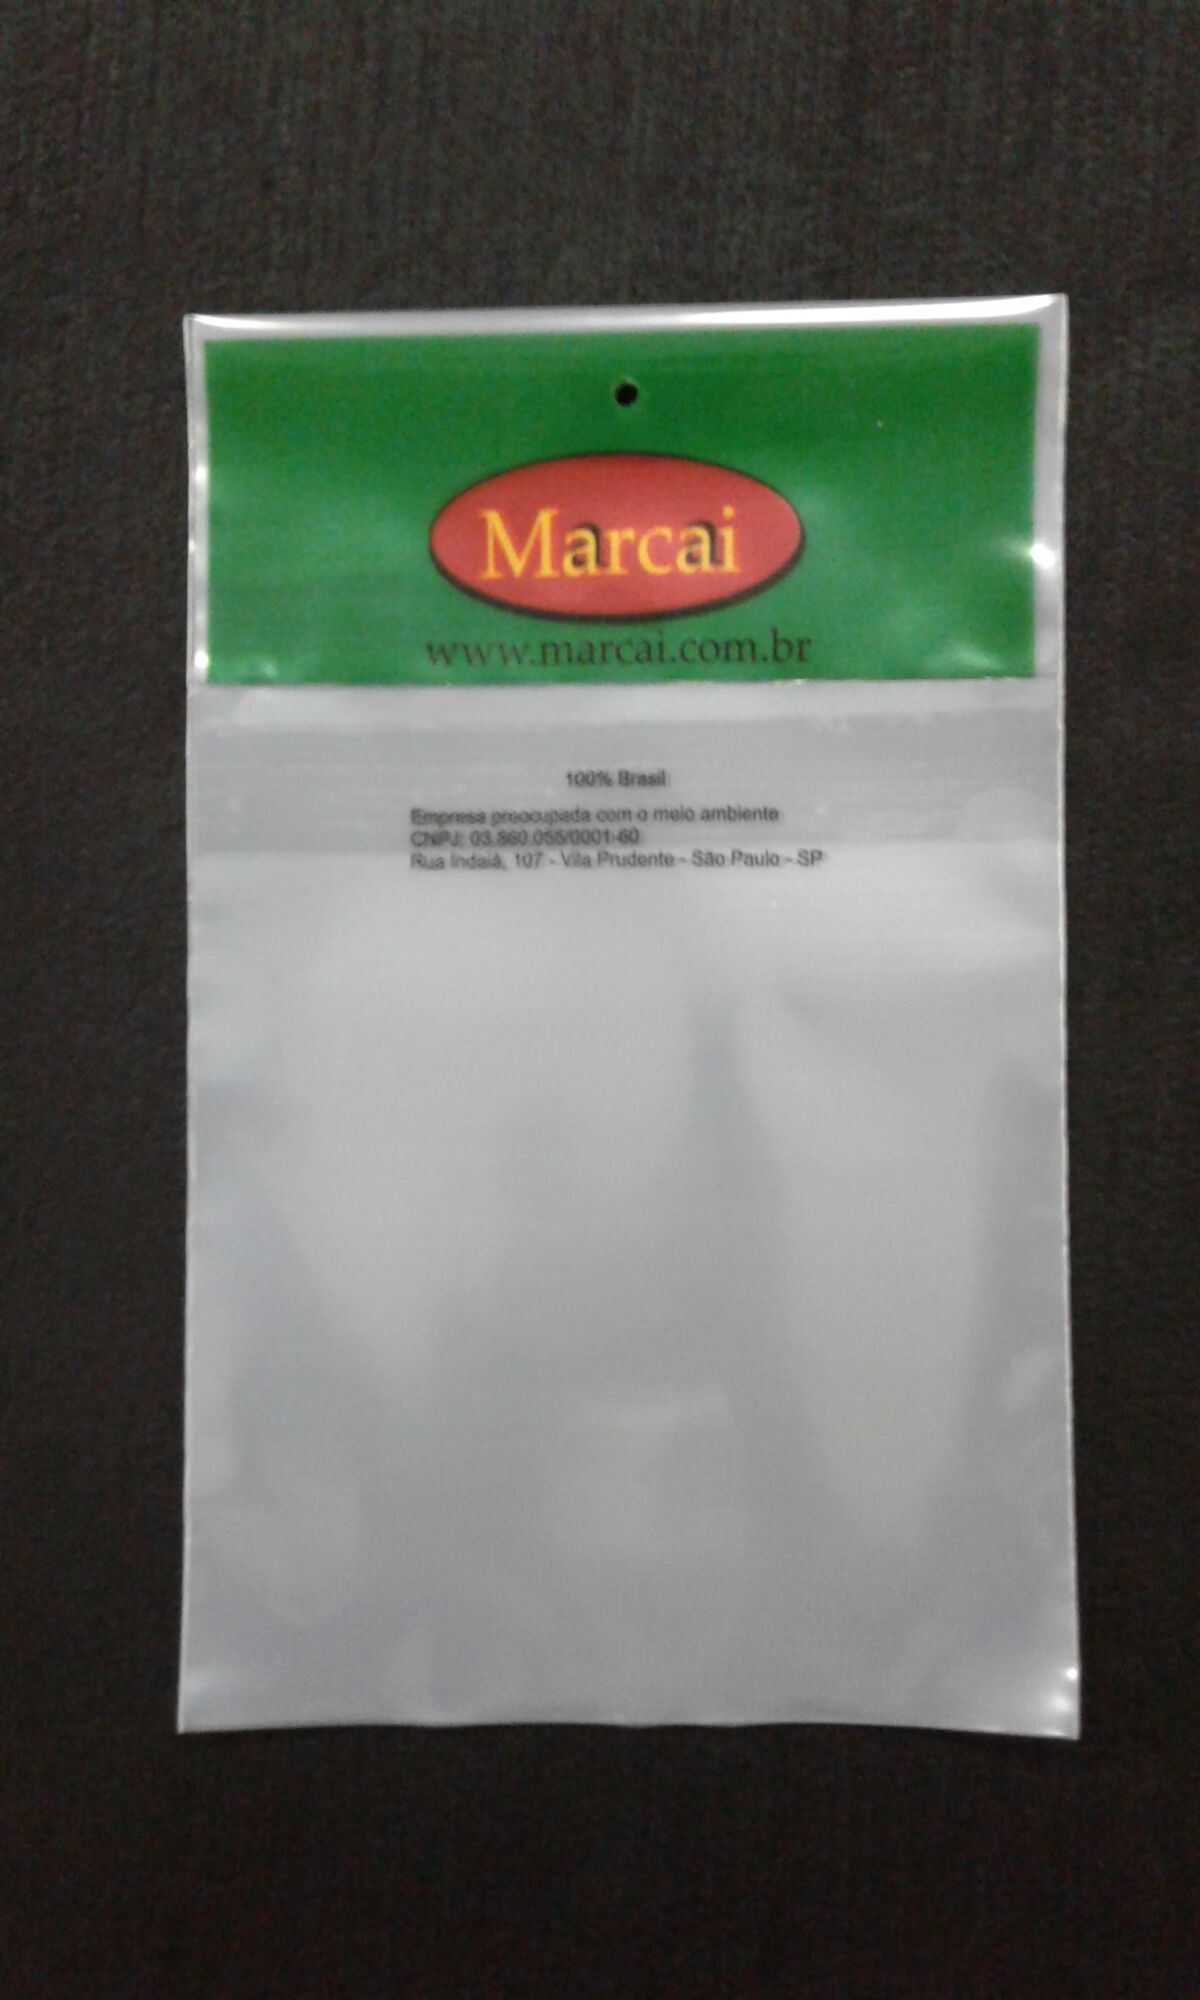 Marcai
www.marcai.com.br
100% Brasil
Empresa preocupada com o meio ambiente
CNPJ: 03.860.055/0001-60
Rua Indaiá, 107 - Vila Prudente - São Paulo - SP